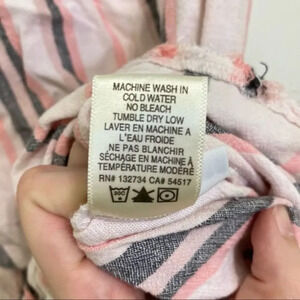 MACHINE WASH IN
COLD WATER
NO BLEACH
TUMBLE DRY LOW
LAVER EN MACHINE A
L'EAU FROIDE
NE PAS BLANCHIR
SÉCHAGE EN MACHINE À
TEMPÉRATURE MODÉRÉ
RN# 132734 CA# 54517